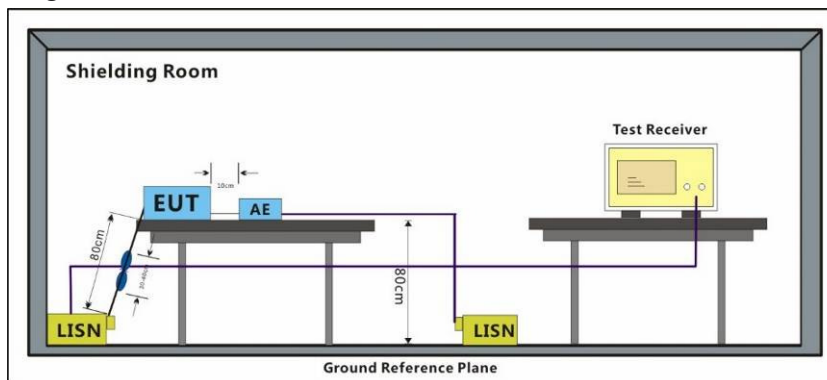 Shielding Room
Test Receiver
10cm
EUT
AE
80cm
80cm
LISN
LISN
Ground Reference Plane